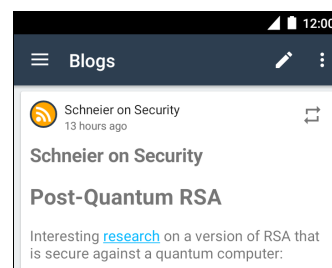 12:00
Blogs
Schneier on Security
13 hours ago
Schneier on Security
Post-Quantum RSA
Interesting research on a version of RSA that
is secure against a quantum computer: